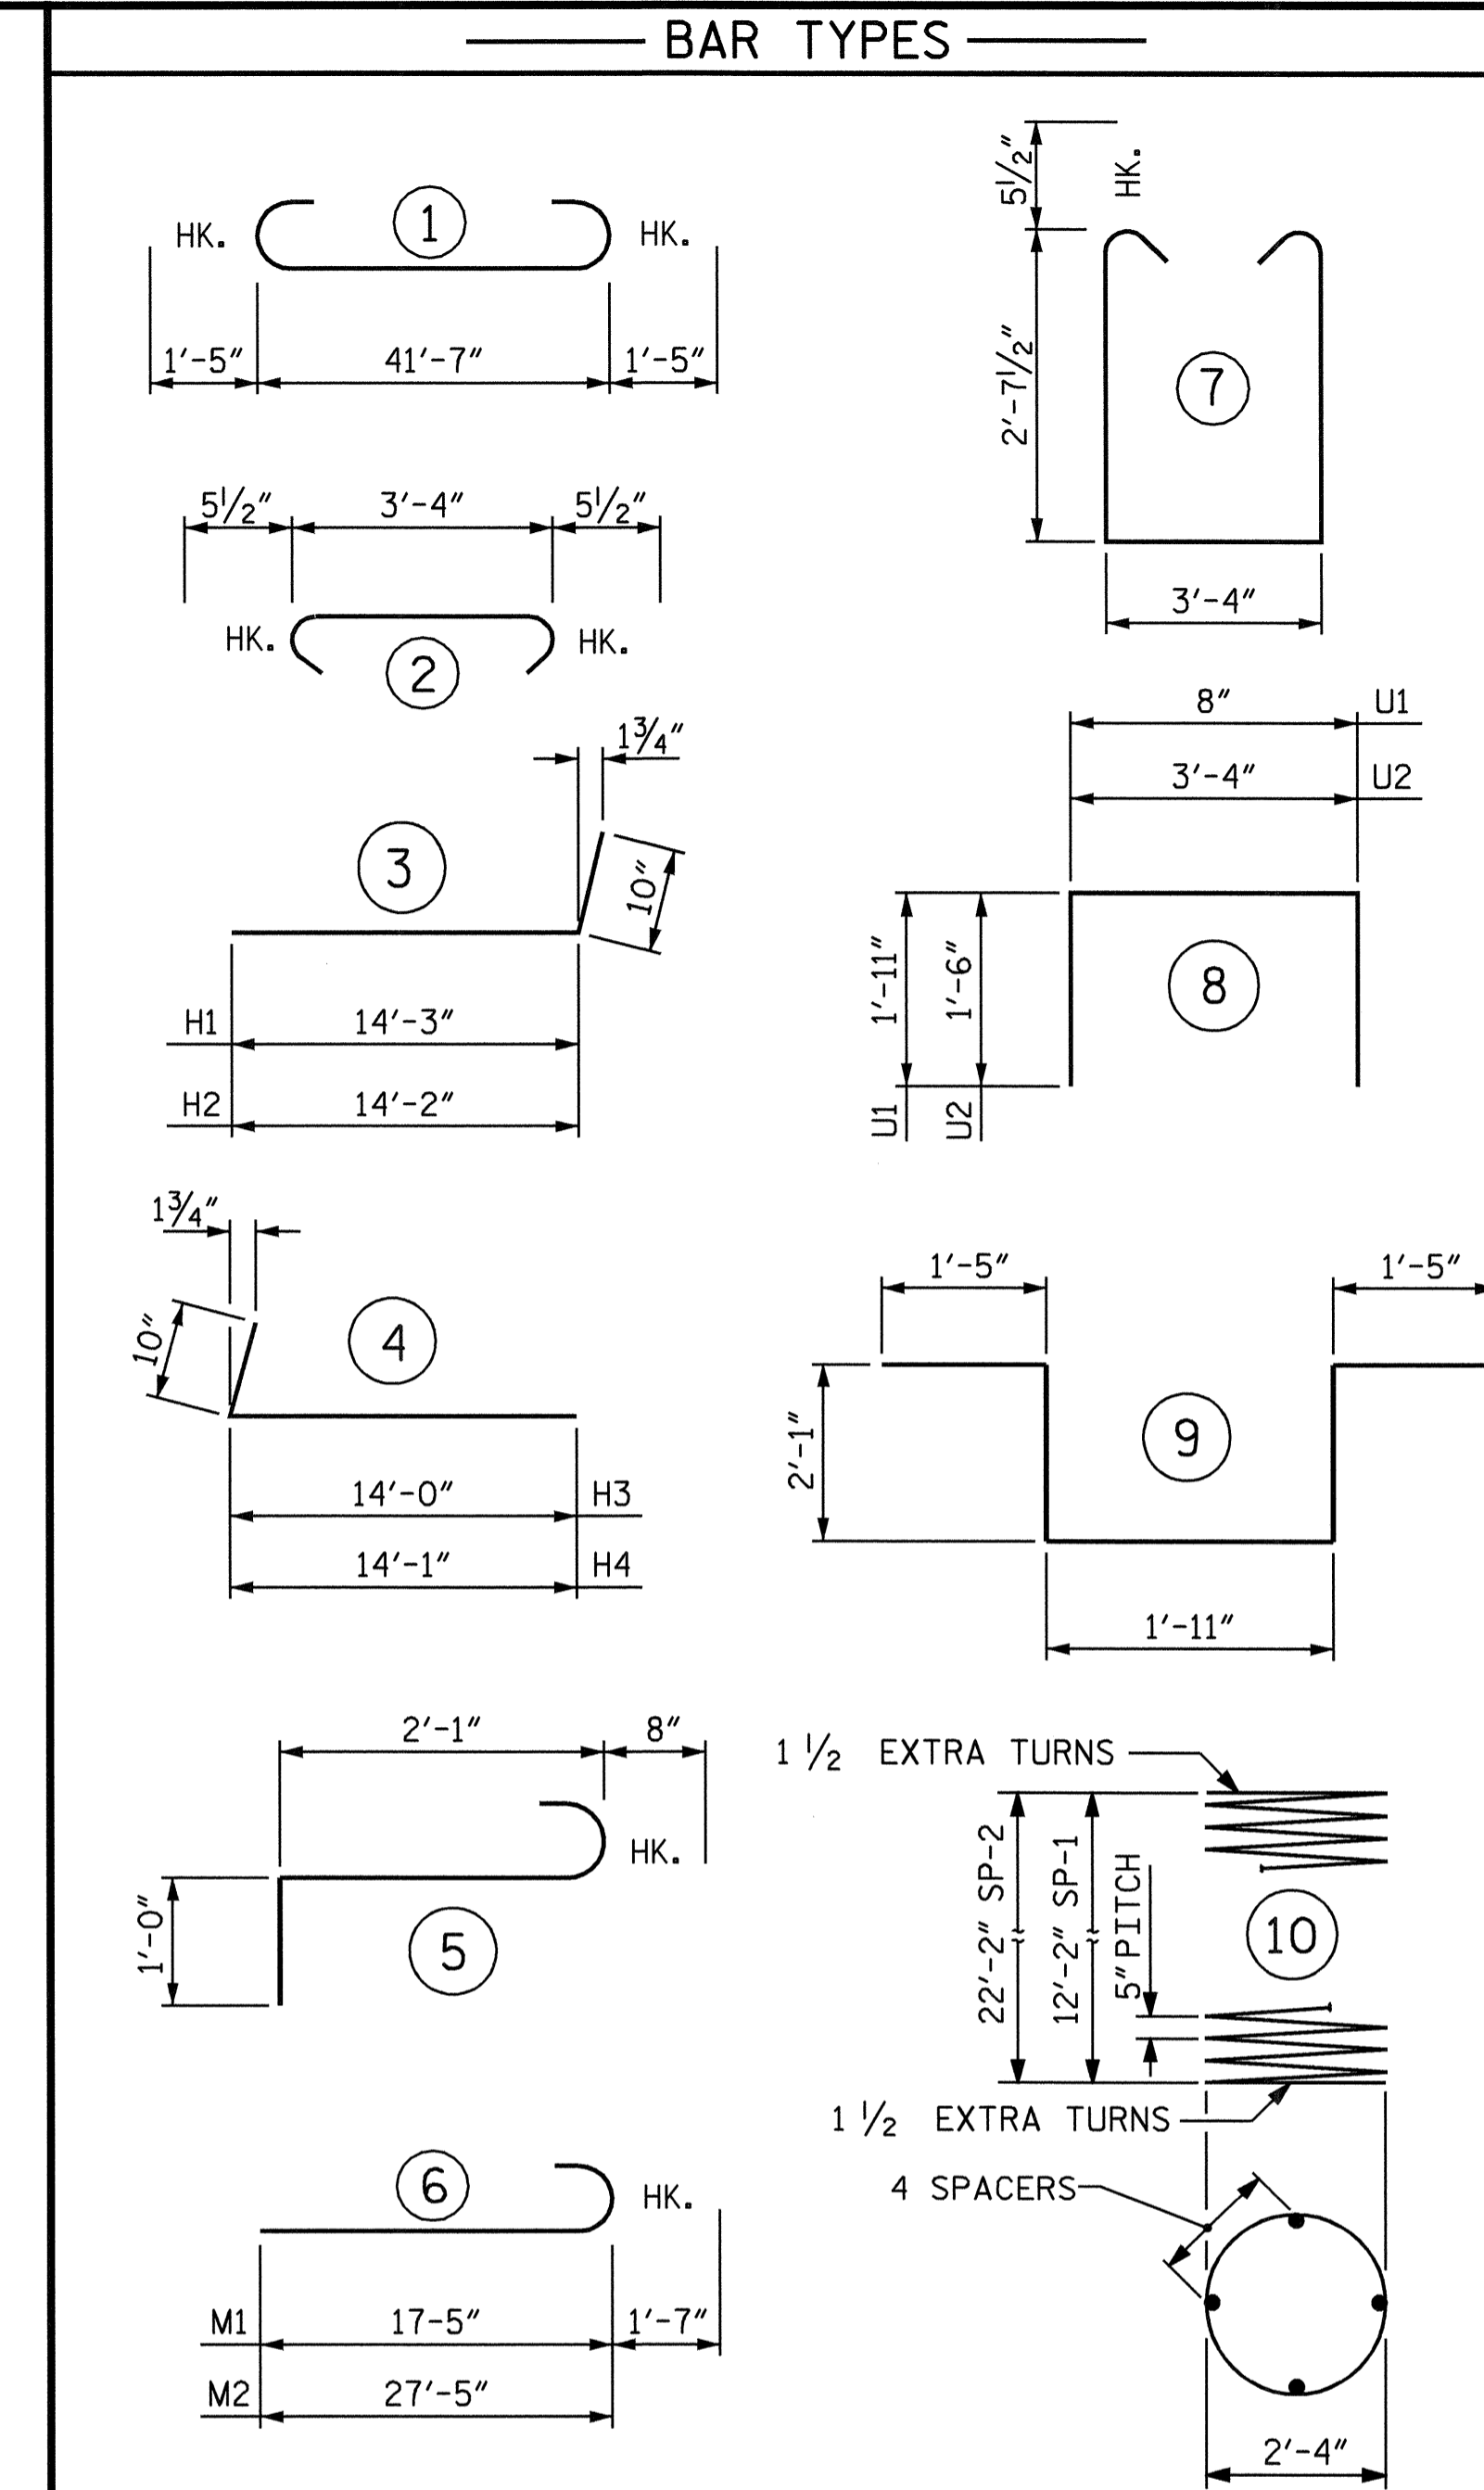 BAR TYPES
HK. 1 HK.
1'-5" 41'-7" 1'-5"
5½" 3'-4" 5½"
HK. 2 HK.
1¾"
3
10"
H1 14'-3"
H2 14'-2"
1¾"
10"
4
14'-0" H3
14'-1" H4
2'-1" 8"
HK.
1'-0"
5
6 HK.
M1 17-5" 1'-7"
M2 27'-5"
5½" HK.
2'-7½"
7
3'-4"
8" U1
3'-4" U2
1'-11" 1'-6"
8
U1 U2
1'-5" 1'-5"
2'-1"
9
1'-11"
1 ½ EXTRA TURNS
22'-2" SP-2
12'-2" SP-1
5" PITCH
10
1 ½ EXTRA TURNS
4 SPACERS
2'-4"